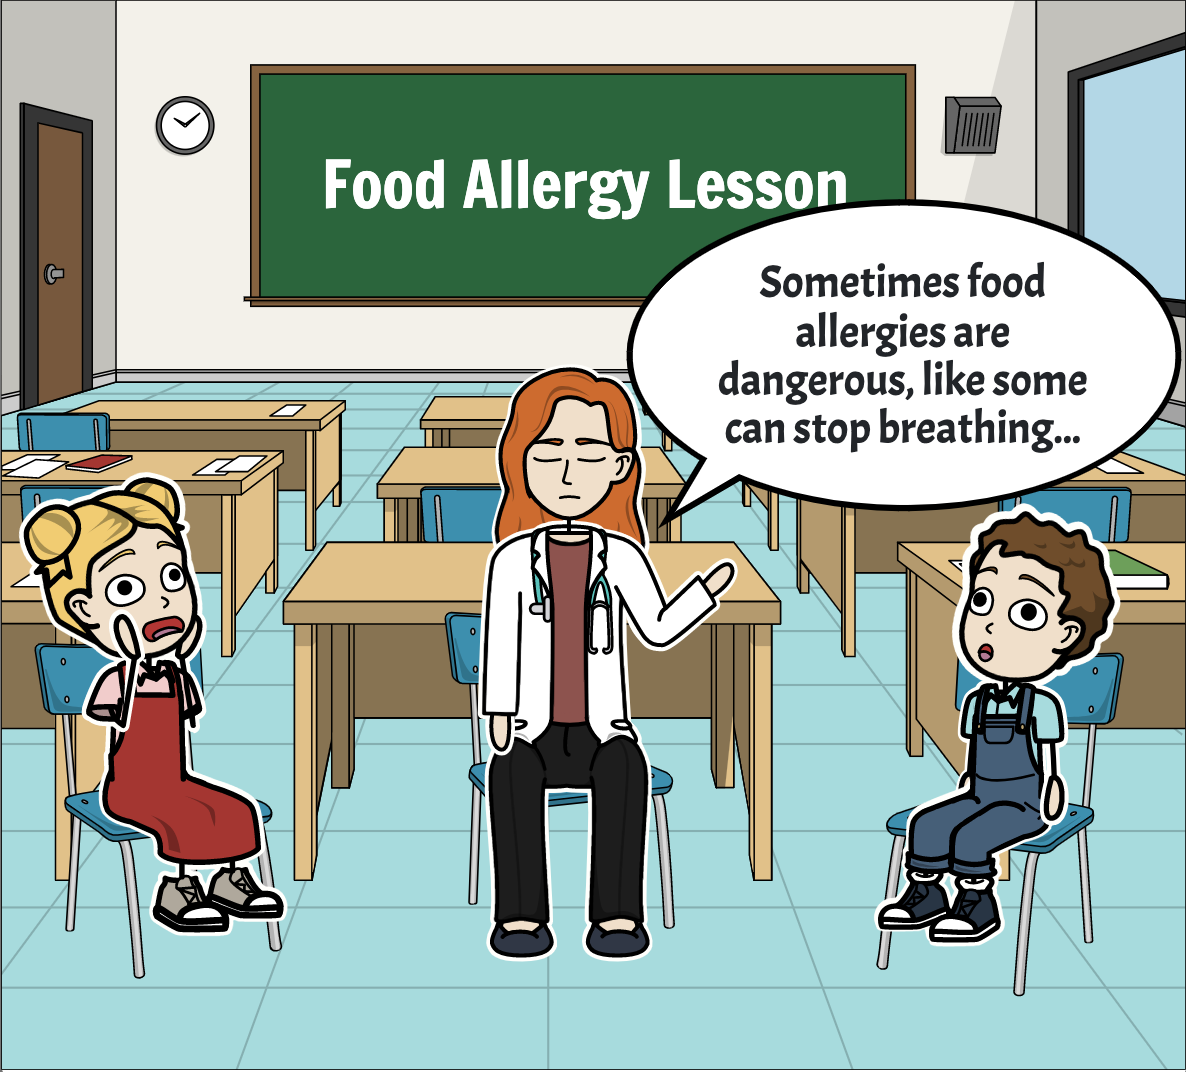 Food Allergy Lesson
Sometimes food
allergies are
dangerous, like some
can stop breathing...